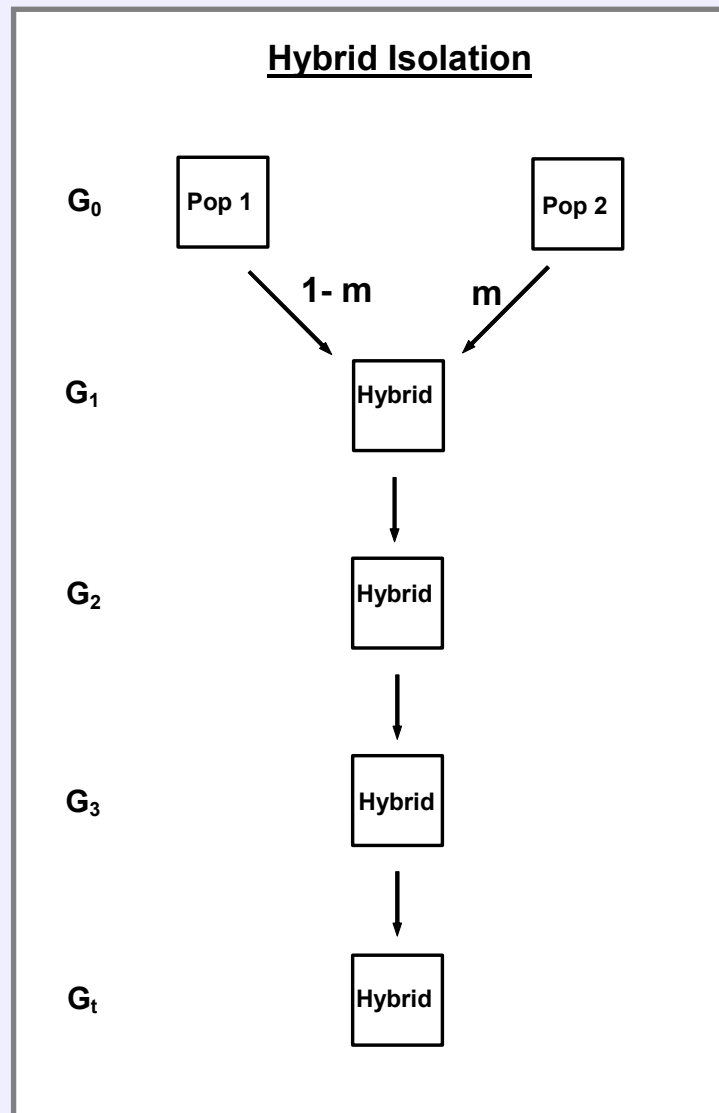 Hybrid Isolation
G₀ Pop 1 Pop 2
1- m m
G₁ Hybrid
G₂ Hybrid
G₃ Hybrid
Gₜ Hybrid